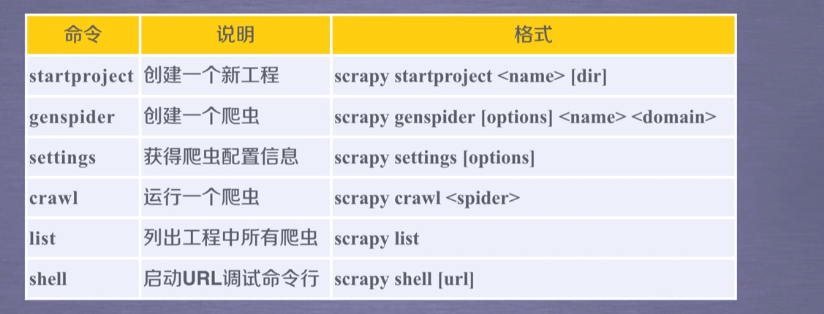 命令 说明 格式
startproject 创建一个新工程 scrapy startproject <name> [dir]
genspider 创建一个爬虫 scrapy genspider [options] <name> <domain>
settings 获得爬虫配置信息 scrapy settings [options]
crawl 运行一个爬虫 scrapy crawl <spider>
list 列出工程中所有爬虫 scrapy list
shell 启动URL调试命令行 scrapy shell [url]